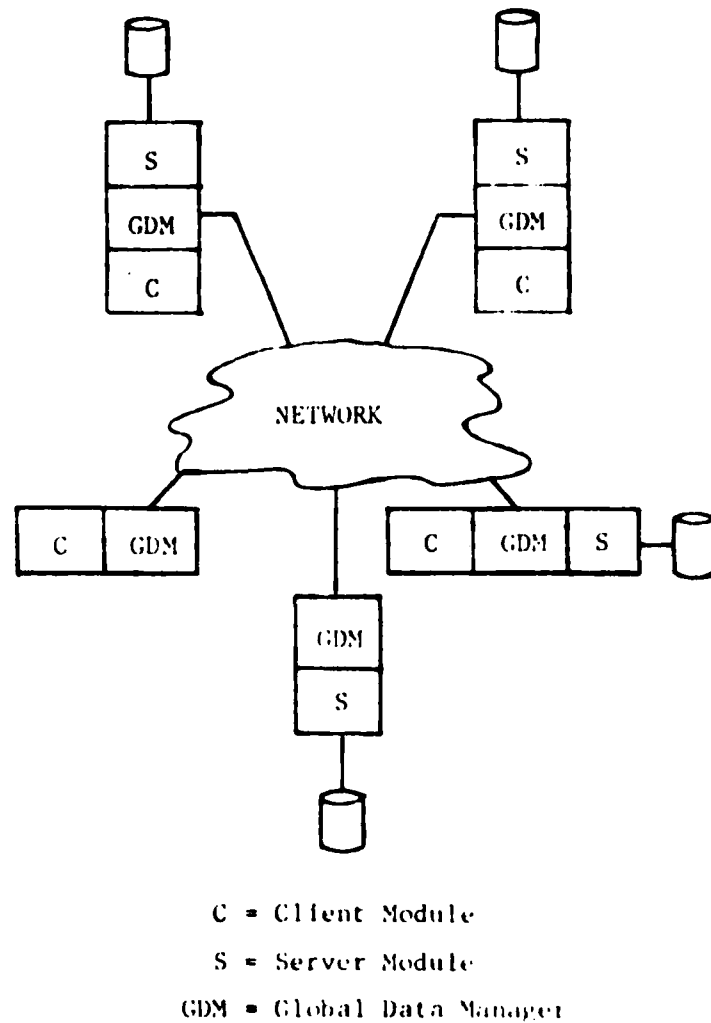 S
S
GDM
GDM
C
C
NETWORK
C GDM
C GDM S
GDM
S
C = Client Module
S = Server Module
GDM = Global Data Manager